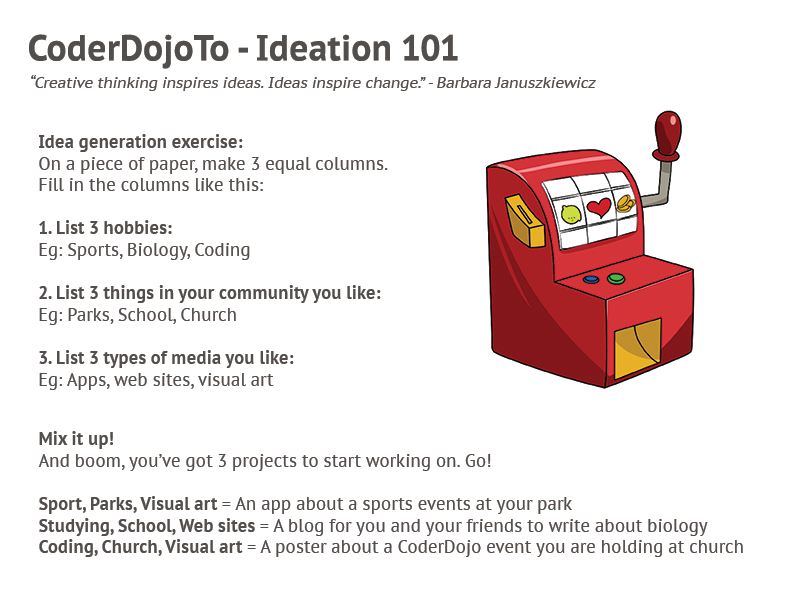 CoderDojoTo - Ideation 101
“Creative thinking inspires ideas. Ideas inspire change.” - Barbara Januszkiewicz
Idea generation exercise:
On a piece of paper, make 3 equal columns.
Fill in the columns like this:
1. List 3 hobbies:
Eg: Sports, Biology, Coding
2. List 3 things in your community you like:
Eg: Parks, School, Church
3. List 3 types of media you like:
Eg: Apps, web sites, visual art
Mix it up!
And boom, you’ve got 3 projects to start working on. Go!
Sport, Parks, Visual art = An app about a sports events at your park
Studying, School, Web sites = A blog for you and your friends to write about biology
Coding, Church, Visual art = A poster about a CoderDojo event you are holding at church